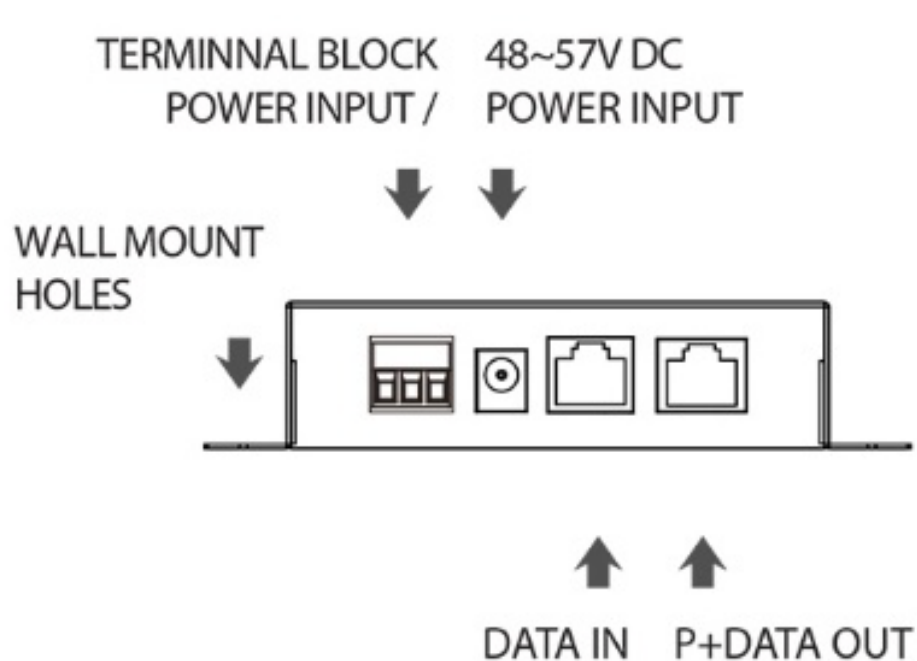 TERMINNAL BLOCK
POWER INPUT /
48~57V DC
POWER INPUT
WALL MOUNT
HOLES
DATA IN
P+DATA OUT